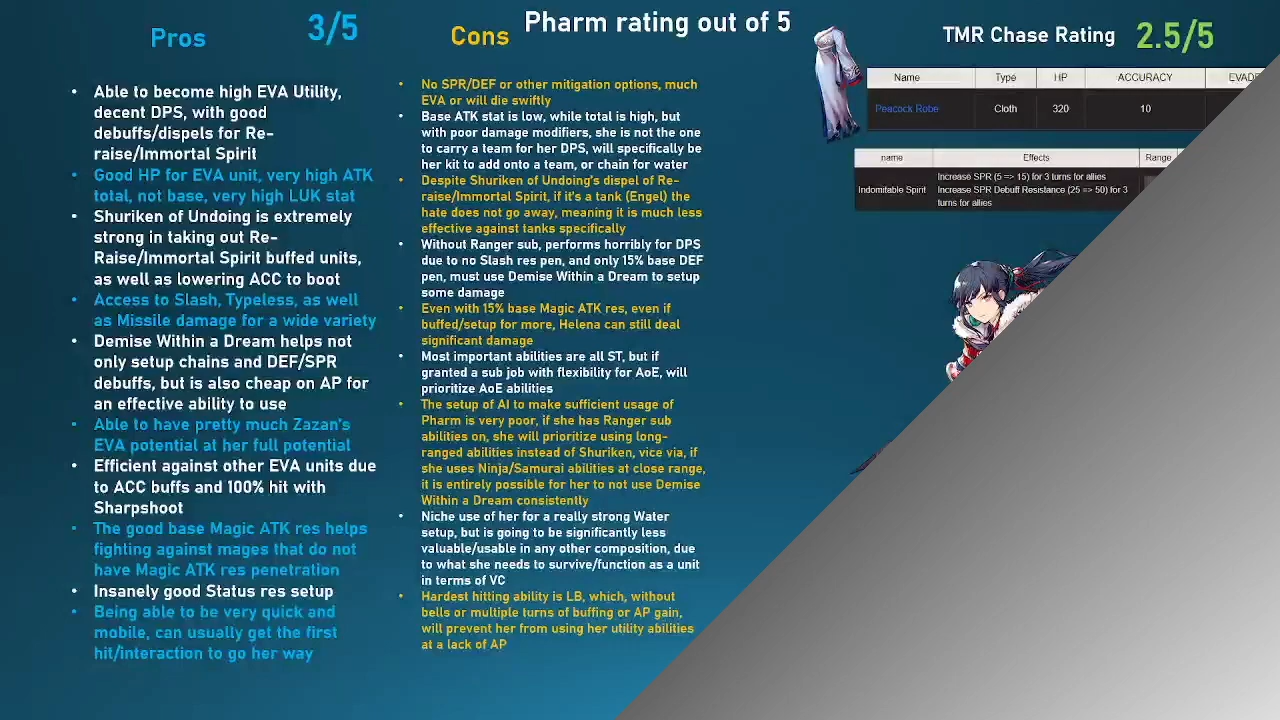 Pharm rating out of 5
Pros
3/5
• Able to become high EVA Utility,
decent DPS, with good
debuffs/dispels for Re-
raise/Immortal Spirit
• Good HP for EVA unit, very high ATK
total, not base, very high LUK stat
• Shuriken of Undoing is extremely
strong in taking out Re-
Raise/Immortal Spirit buffed units,
as well as lowering ACC to boot
• Access to Slash, Typeless, as well
as Missile damage for a wide variety
• Demise Within a Dream helps not
only setup chains and DEF/SPR
debuffs, but is also cheap on AP for
an effective ability to use
• Able to have pretty much Zazan's
EVA potential at her full potential
• Efficient against other EVA units due
to ACC buffs and 100% hit with
Sharpshoot
• The good base Magic ATK res helps
fighting against mages that do not
have Magic ATK res penetration
• Insanely good Status res setup
• Being able to be very quick and
mobile, can usually get the first
hit/interaction to go her way
Cons
• No SPR/DEF or other mitigation options, much
EVA or will die swiftly
• Base ATK stat is low, while total is high, but
with poor damage modifiers, she is not the one
to carry a team for her DPS, will specifically be
her kit to add onto a team, or chain for water
• Despite Shuriken of Undoing's dispel of Re-
raise/Immortal Spirit, if it's a tank (Engel) the
hate does not go away, meaning it is much less
effective against tanks specifically
• Without Ranger sub, performs horribly for DPS
due to no Slash res pen, and only 15% base DEF
pen, must use Demise Within a Dream to setup
some damage
• Even with 15% base Magic ATK res, even if
buffed/setup for more, Helena can still deal
significant damage
• Most important abilities are all ST, but if
granted a sub job with flexibility for AoE, will
prioritize AoE abilities
• The setup of AI to make sufficient usage of
Pharm is very poor, if she has Ranger sub
abilities on, she will prioritize using long-
ranged abilities instead of Shuriken, vice via, if
she uses Ninja/Samurai abilities at close range,
it is entirely possible for her to not use Demise
Within a Dream consistently
• Niche use of her for a really strong Water
setup, but is going to be significantly less
valuable/usable in any other composition, due
to what she needs to survive/function as a unit
in terms of VC
• Hardest hitting ability is LB, which, without
bells or multiple turns of buffing or AP gain,
will prevent her from using her utility abilities
at a lack of AP
TMR Chase Rating 2.5/5
Name Type HP ACCURACY EVADE
Peacock Robe Cloth 320 10
name Effects Range
Indomitable Spirit
Increase SPR (5 => 15) for 3 turns for allies
Increase SPR Debuff Resistance (25 => 50) for 3
turns for allies